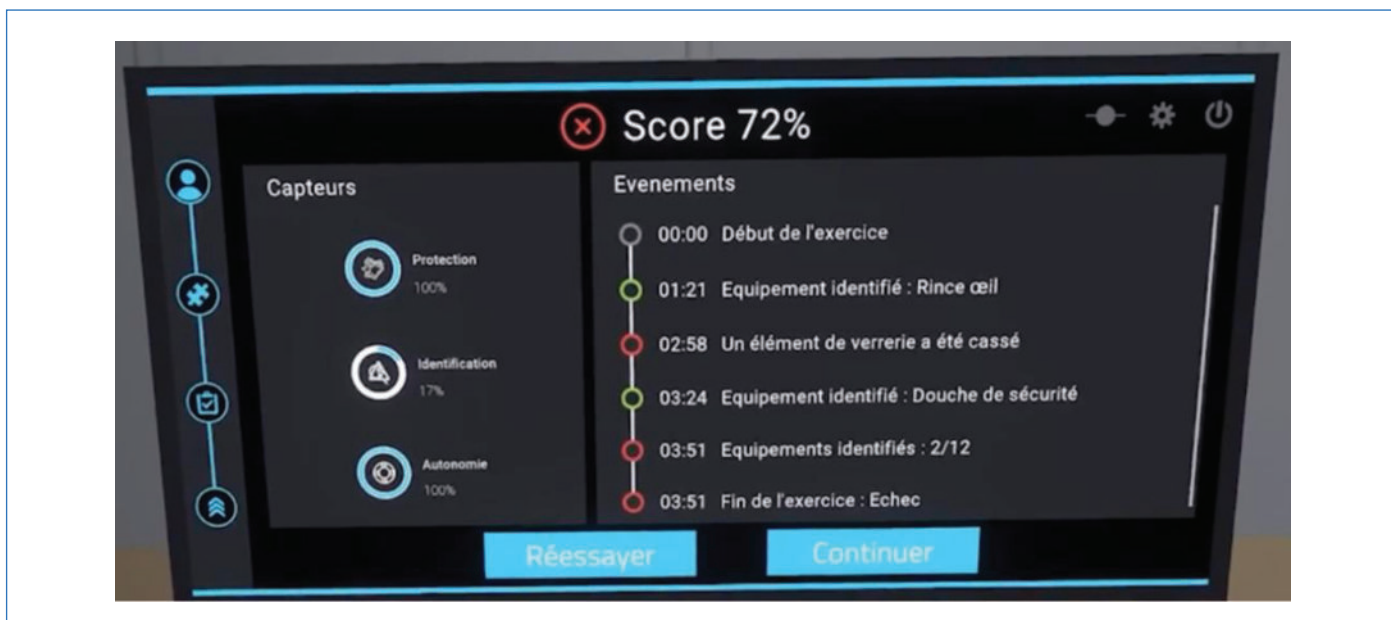 Score 72%
Capteurs
Protection
100%
Identification
17%
Autonomie
100%
Evenements
00:00 Début de l'exercice
01:21 Equipement identifié : Rince œil
02:58 Un élément de verrerie a été cassé
03:24 Equipement identifié : Douche de sécurité
03:51 Equipements identifiés : 2/12
03:51 Fin de l'exercice : Echec
Réessayer
Continuer